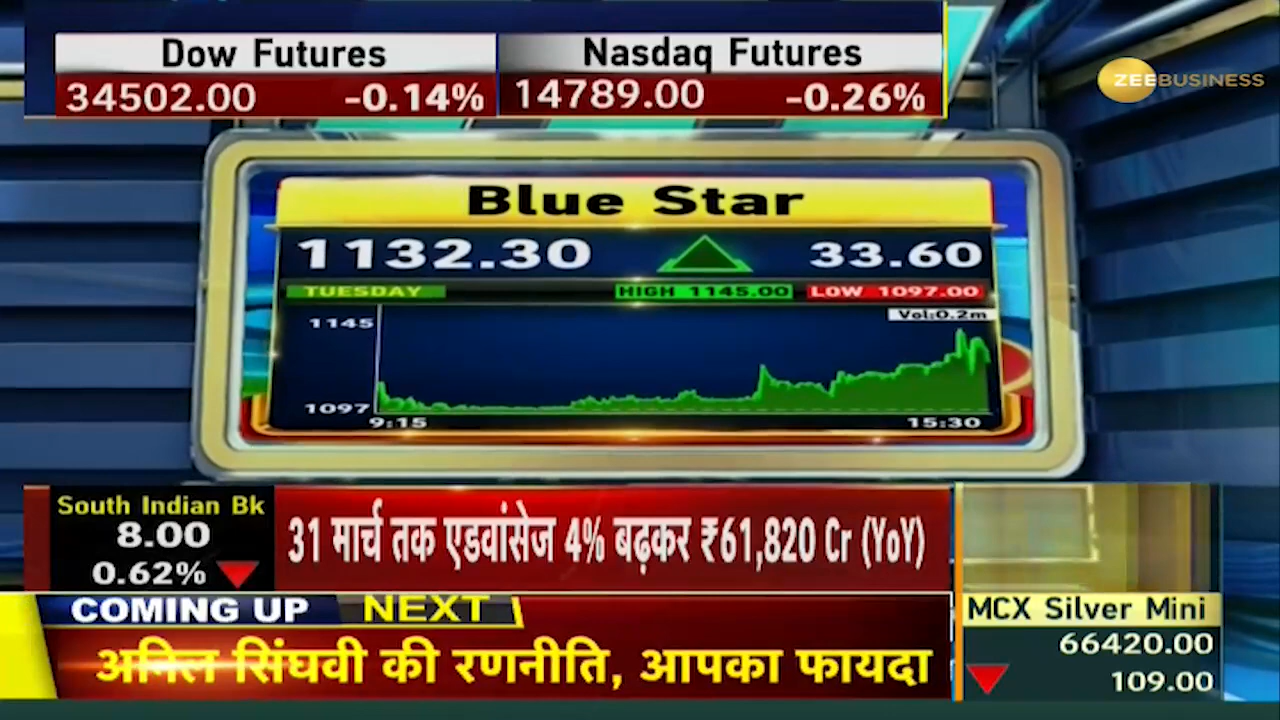 Dow Futures
34502.00 -0.14%
Nasdaq Futures
14789.00 -0.26%
ZEEBUSINESS
Blue Star
1132.30 33.60
TUESDAY HIGH 1145.00 LOW 1097.00
Vol:0.2m
1145
1097
9:15 15:30
South Indian Bk
8.00
0.62%
31 मार्च तक एडवांसेज 4% बढ़कर ₹61,820 Cr (YoY)
COMING UP NEXT
अनिल सिंघवी की रणनीति, आपका फायदा
MCX Silver Mini
66420.00
109.00